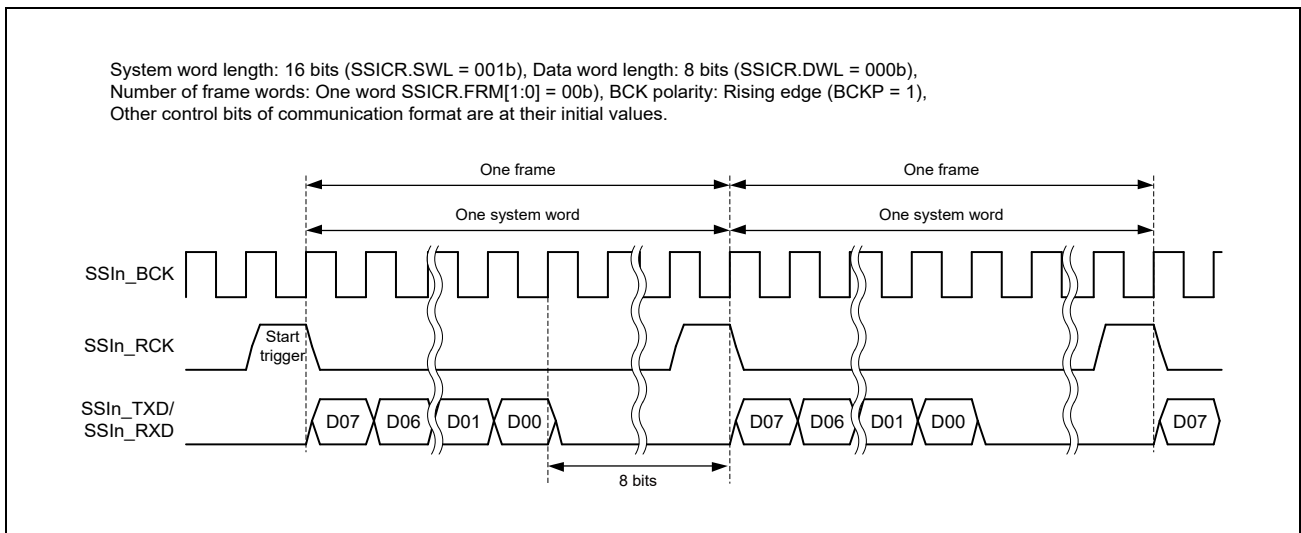 System word length: 16 bits (SSICR.SWL = 001b), Data word length: 8 bits (SSICR.DWL = 000b),
Number of frame words: One word SSICR.FRM[1:0] = 00b), BCK polarity: Rising edge (BCKP = 1),
Other control bits of communication format are at their initial values.
One frame One frame
One system word One system word
SSIn_BCK
SSIn_RCK
Start
trigger
SSIn_TXD/
SSIn_RXD
D07 D06 D01 D00 D07 D06 D01 D00 D07
8 bits